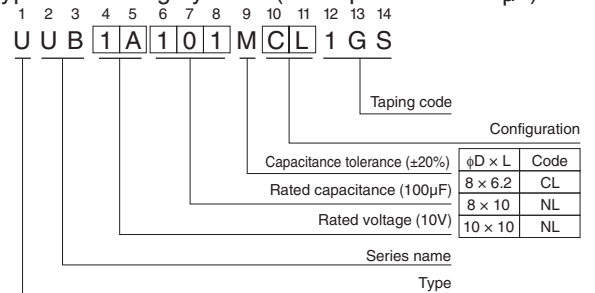 1 2 3 4 5 6 7 8 9 10 11 12 13 14
U U B 1 A 1 0 1 M C L 1 G S
Taping code
Configuration
Capacitance tolerance (±20%)
Rated capacitance (100µF)
Rated voltage (10V)
Series name
Type
ϕD × L Code
8 × 6.2 CL
8 × 10 NL
10 × 10 NL